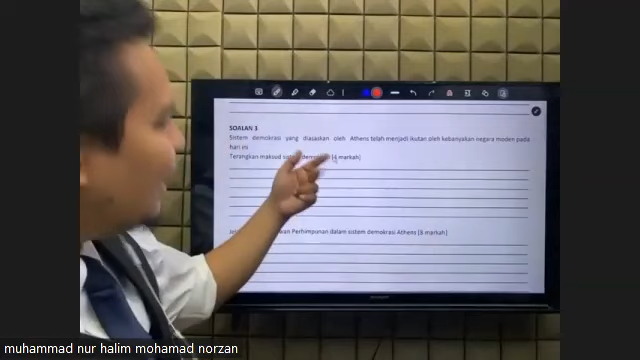 SOALAN 3
Sistem demokrasi yang diasaskan oleh Athens telah menjadi ikutan oleh kebanyakan negara moden pada
hari ini
Terangkan maksud sistem demokrasi [4 markah]
Perhimpunan dalam sistem demokrasi Athens [6 markah]
muhammad nur halim mohamad norzan